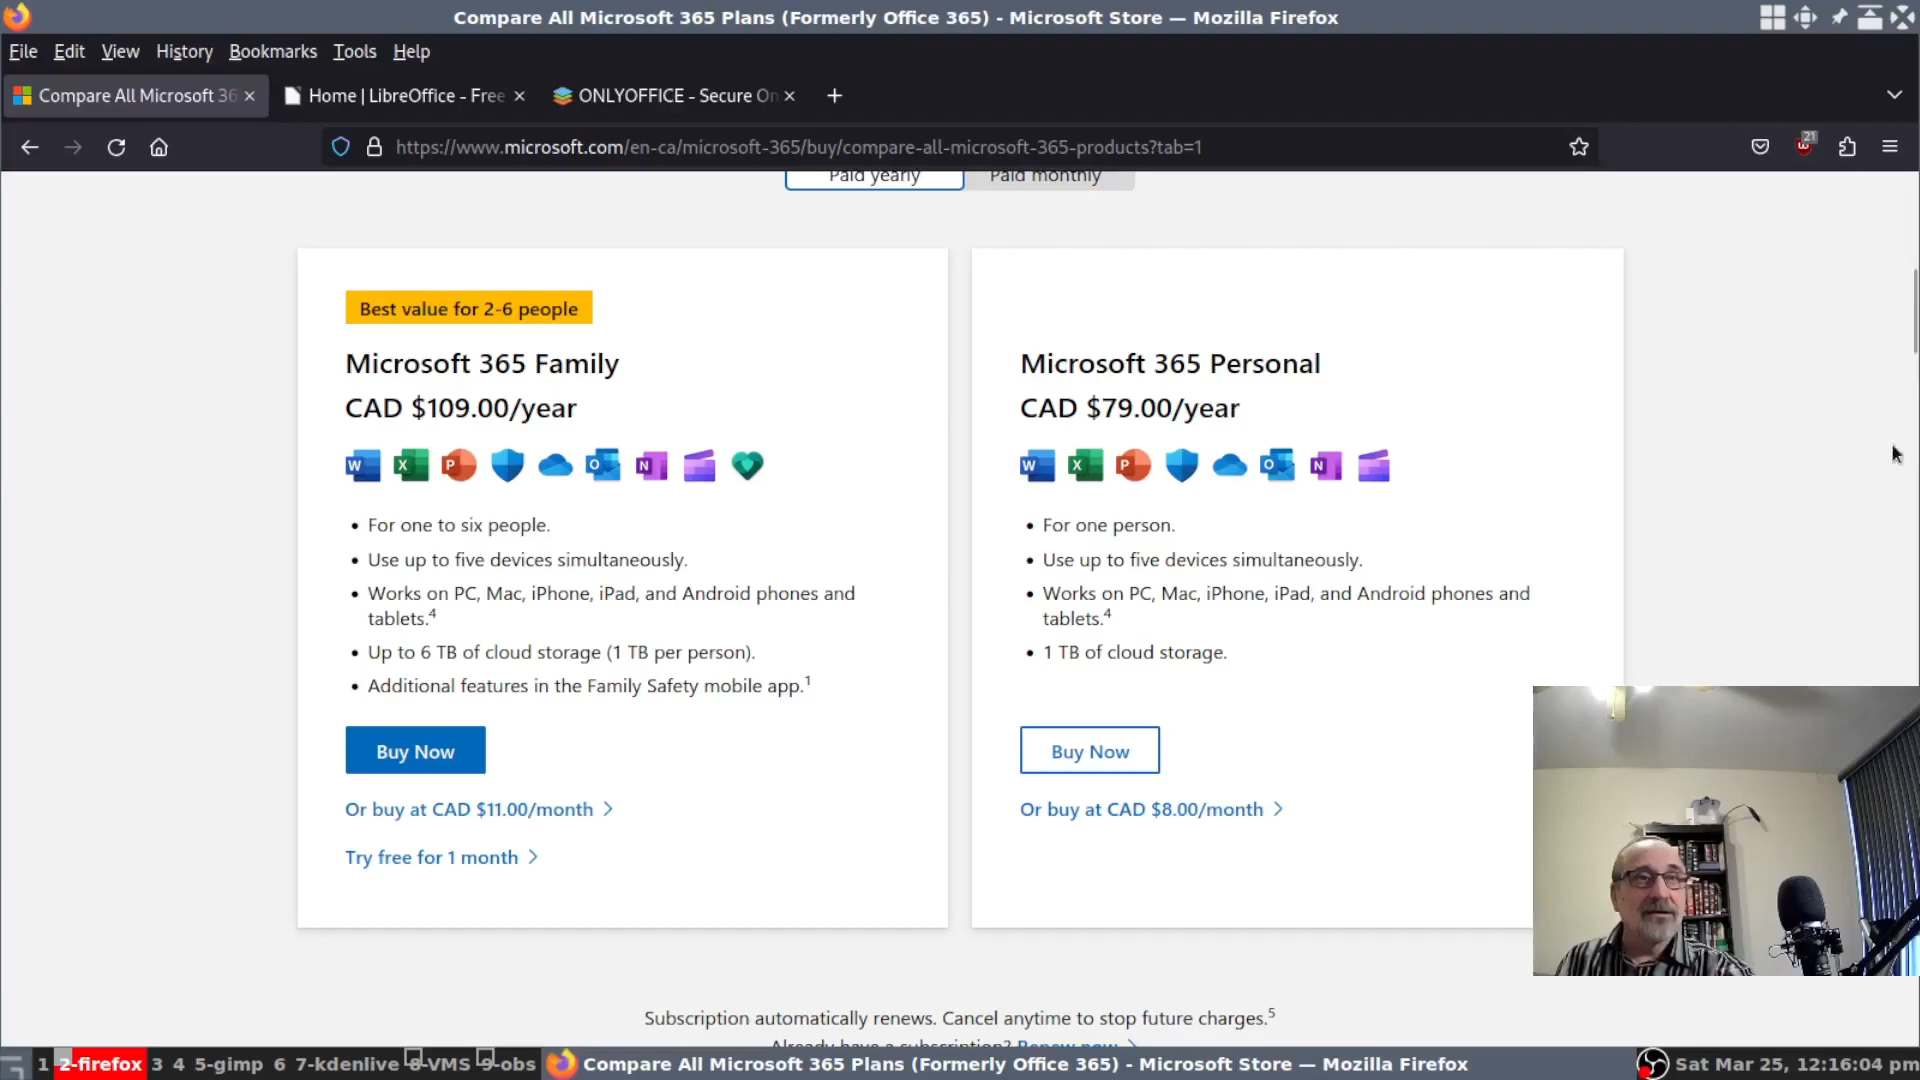 Compare All Microsoft 365 Plans (Formerly Office 365) - Microsoft Store — Mozilla Firefox
File Edit View History Bookmarks Tools Help
Compare All Microsoft 36
Home | LibreOffice - Free
ONLYOFFICE - Secure On
https://www.microsoft.com/en-ca/microsoft-365/buy/compare-all-microsoft-365-products?tab=1
21
Paid yearly
Paid monthly
Best value for 2-6 people
Microsoft 365 Family
CAD $109.00/year
• For one to six people.
• Use up to five devices simultaneously.
• Works on PC, Mac, iPhone, iPad, and Android phones and
tablets.4
• Up to 6 TB of cloud storage (1 TB per person).
• Additional features in the Family Safety mobile app.1
Buy Now
Or buy at CAD $11.00/month
Try free for 1 month
Microsoft 365 Personal
CAD $79.00/year
• For one person.
• Use up to five devices simultaneously.
• Works on PC, Mac, iPhone, iPad, and Android phones and
tablets.4
• 1 TB of cloud storage.
Buy Now
Or buy at CAD $8.00/month
Subscription automatically renews. Cancel anytime to stop future charges.5
Already have a subscription? Renew now
1 2-firefox 3 4 5-gimp 6 7-kdenlive 8-VMS 9-obs
Compare All Microsoft 365 Plans (Formerly Office 365) - Microsoft Store — Mozilla Firefox
Sat Mar 25, 12:16:04 pm